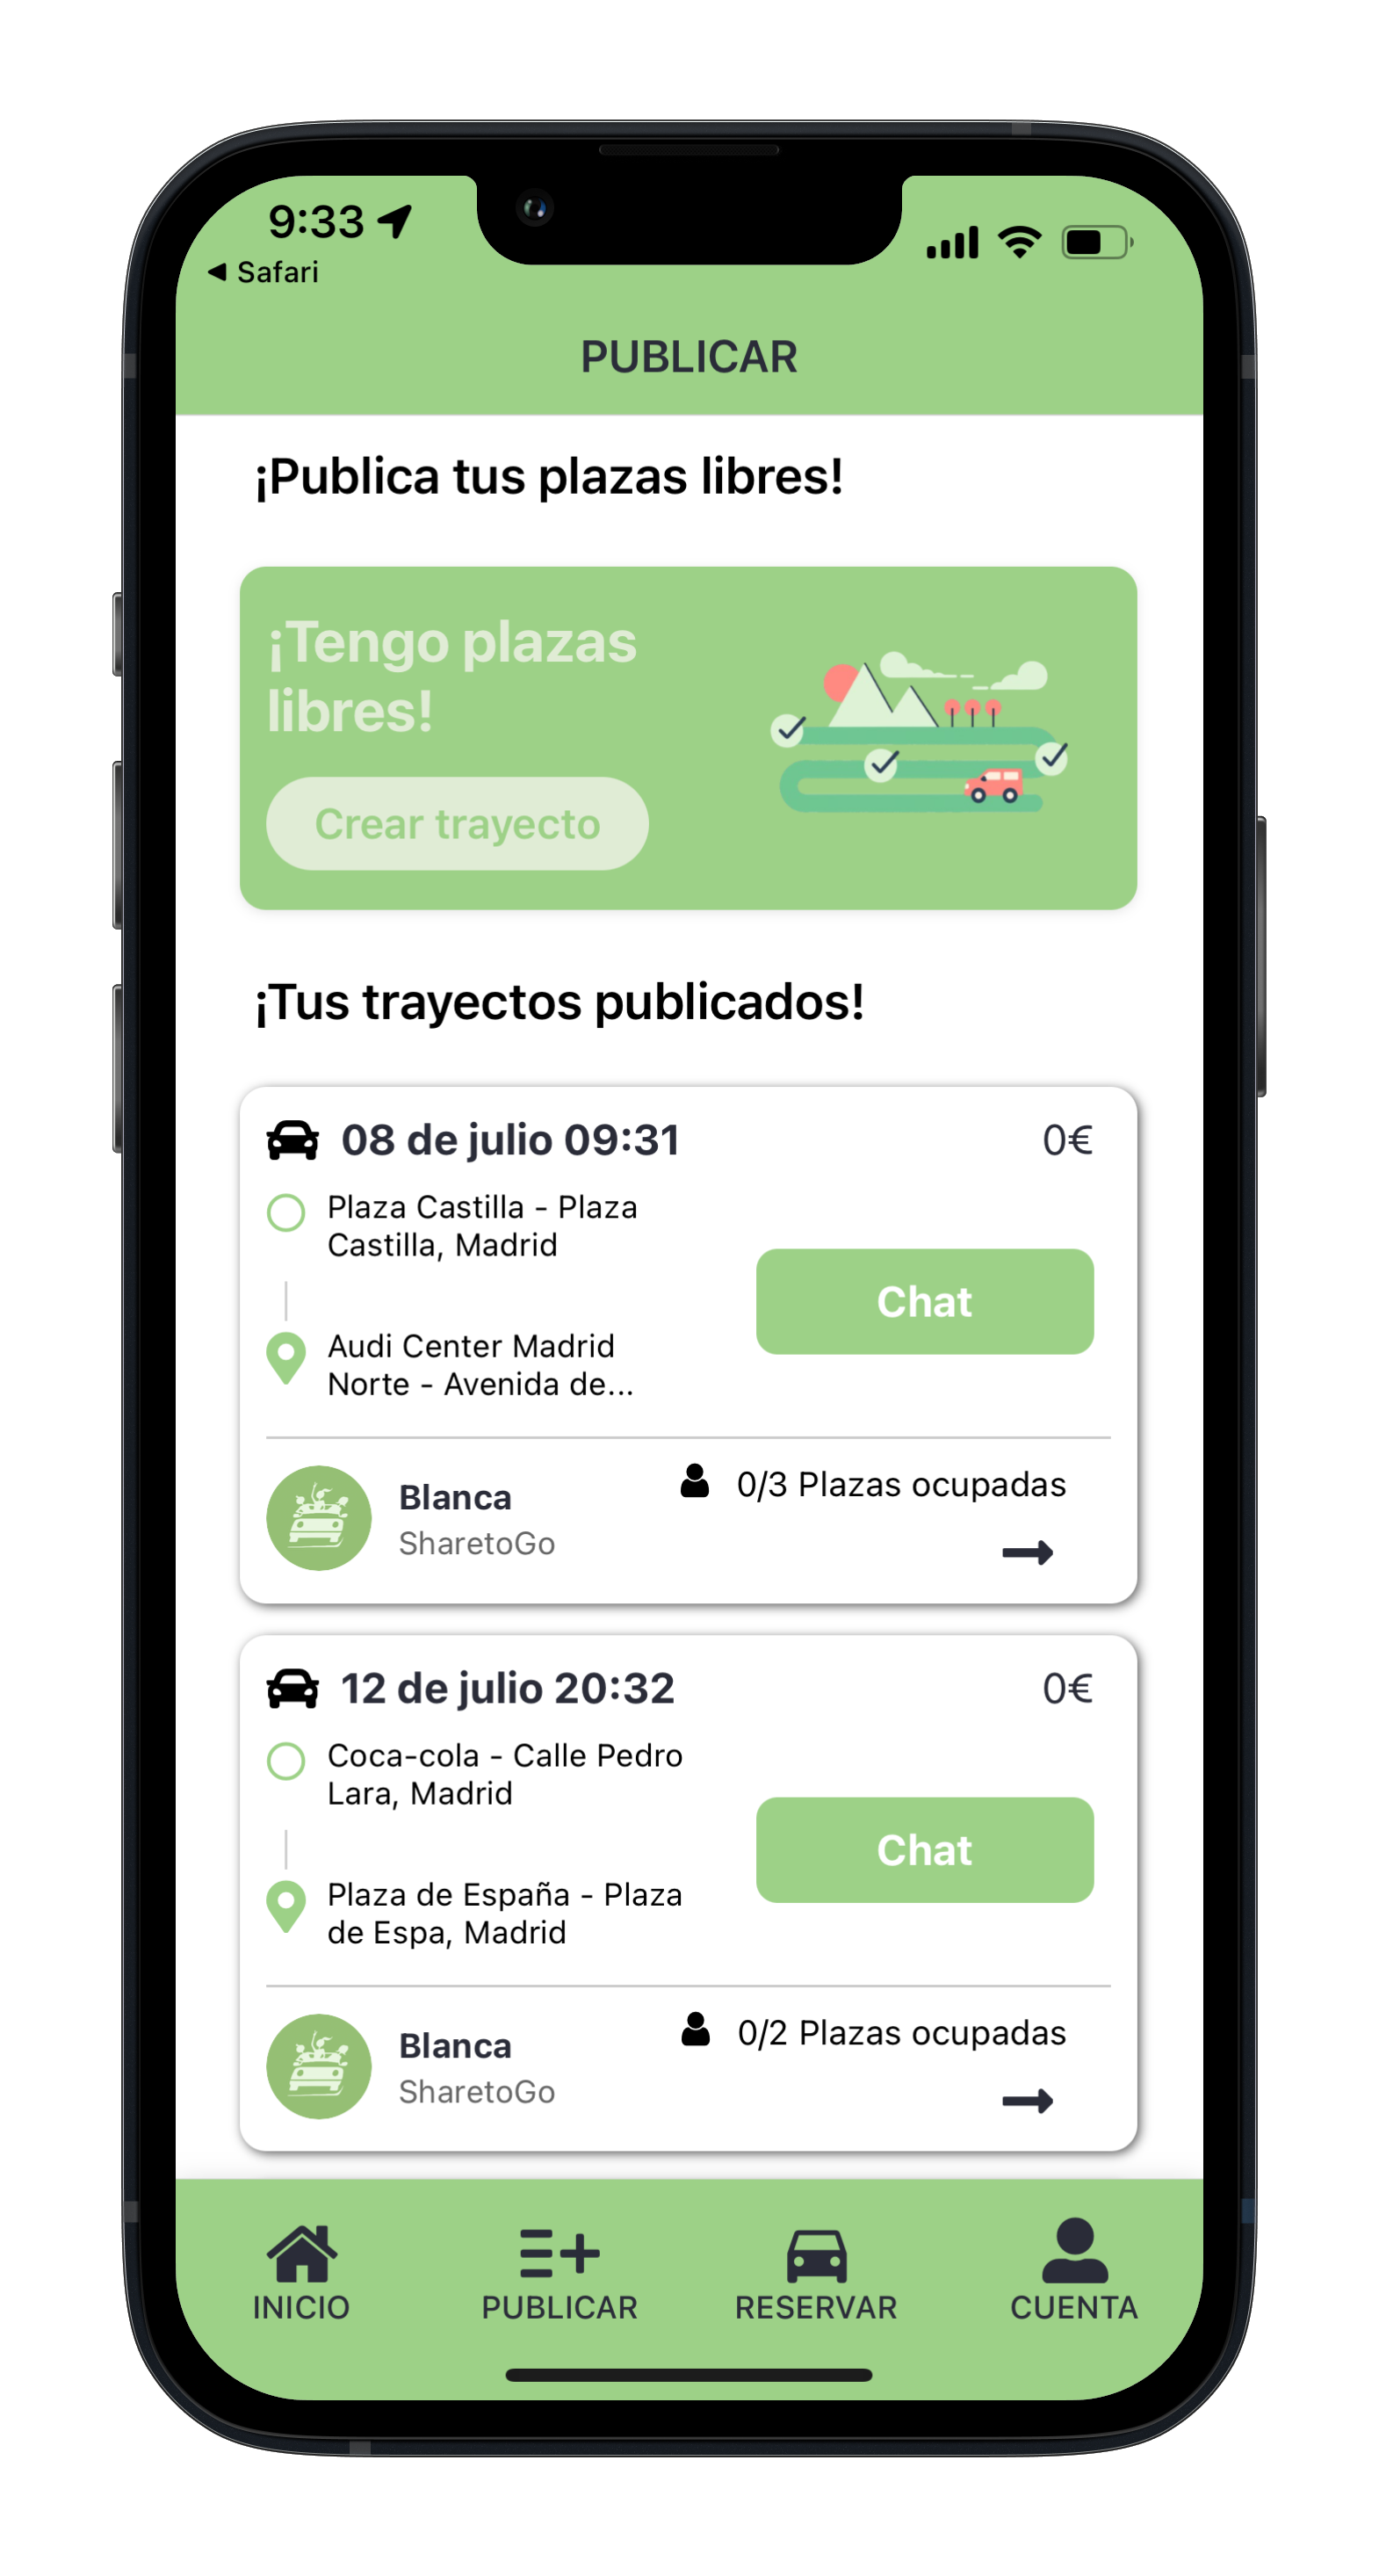 9:33
◀ Safari
PUBLICAR
¡Publica tus plazas libres!
¡Tengo plazas
libres!
Crear trayecto
¡Tus trayectos publicados!
08 de julio 09:31
0€
Plaza Castilla - Plaza
Castilla, Madrid
Chat
Audi Center Madrid
Norte - Avenida de...
Blanca
SharetoGo
0/3 Plazas ocupadas
12 de julio 20:32
0€
Coca-cola - Calle Pedro
Lara, Madrid
Chat
Plaza de España - Plaza
de Espa, Madrid
Blanca
SharetoGo
0/2 Plazas ocupadas
INICIO
PUBLICAR
RESERVAR
CUENTA